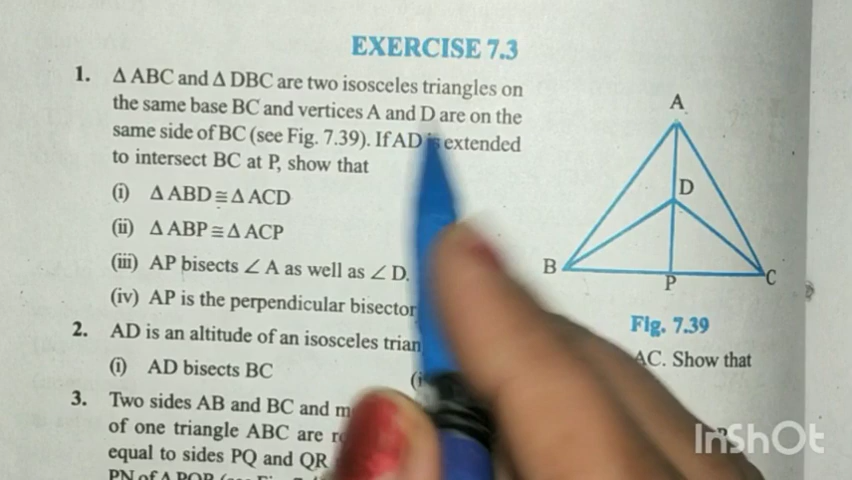 EXERCISE 7.3
1. Δ ABC and Δ DBC are two isosceles triangles on
the same base BC and vertices A and D are on the
same side of BC (see Fig. 7.39). If AD is extended
to intersect BC at P, show that
(i) Δ ABD ≅ Δ ACD
(ii) Δ ABP ≅ Δ ACP
(iii) AP bisects ∠ A as well as ∠ D.
(iv) AP is the perpendicular bisector
A
D
B
P
C
Fig. 7.39
2. AD is an altitude of an isosceles AC. Show that
(i) AD bisects BC
3. Two sides AB and BC and
of one triangle ABC are
equal to sides PQ and QR
InShOt